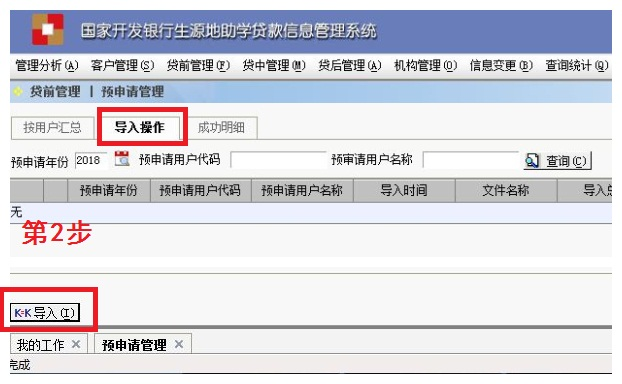 国家开发银行生源地助学贷款信息管理系统
管理分析(A) 客户管理(S) 贷前管理(F) 贷中管理(M) 贷后管理(A) 机构管理(O) 信息变更(B) 查询统计(Q)
贷前管理 | 预申请管理
按用户汇总 导入操作 成功明细
预申请年份 2018 预申请用户代码 预审请用户名称 查询(C)
预申请年份 预申请用户代码 预申请用户名称 导入时间 文件名称 导入总
无
第2步
K<K 导入(I)
我的工作 × 预申请管理 ×
完成